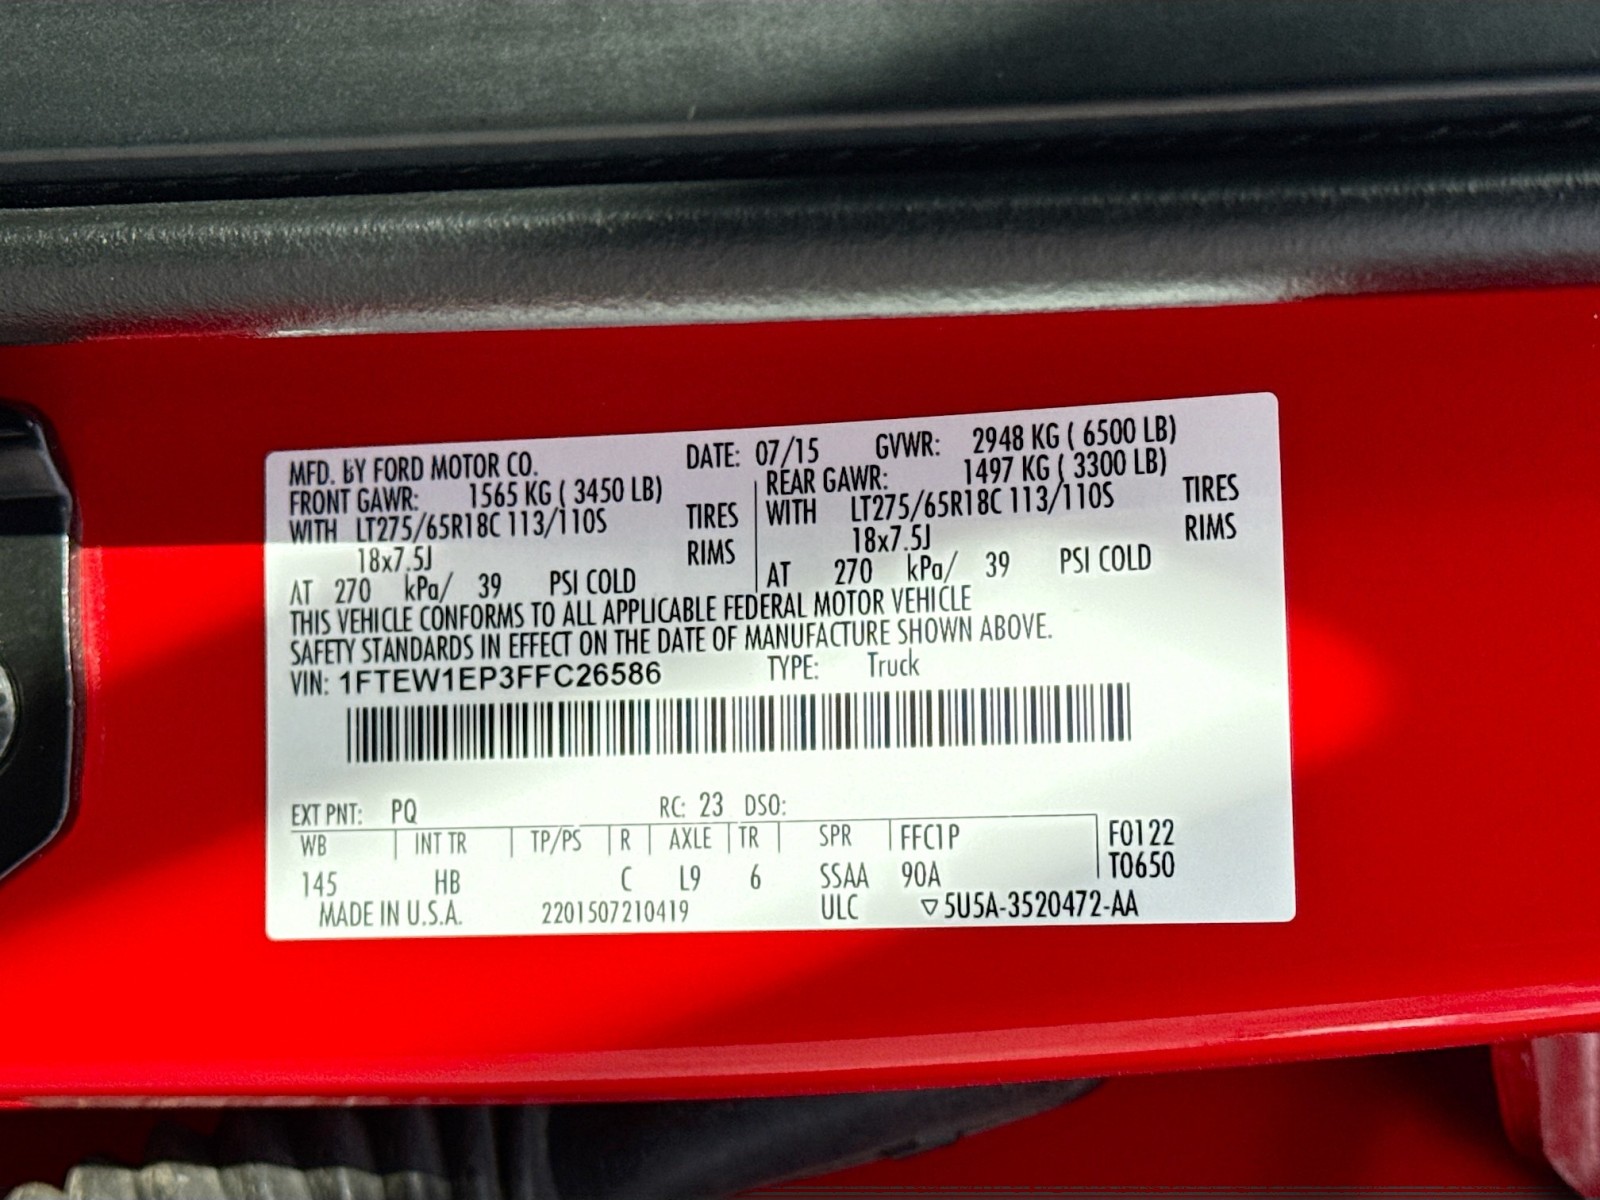 MFD. BY FORD MOTOR CO. DATE: 07/15 GVWR: 2948 KG ( 6500 LB)
FRONT GAWR: 1565 KG ( 3450 LB) REAR GAWR: 1497 KG ( 3300 LB)
WITH LT275/65R18C 113/110S TIRES WITH LT275/65R18C 113/110S TIRES
18x7.5J RIMS 18x7.5J RIMS
AT 270 kPa/ 39 PSI COLD AT 270 kPa/ 39 PSI COLD
THIS VEHICLE CONFORMS TO ALL APPLICABLE FEDERAL MOTOR VEHICLE
SAFETY STANDARDS IN EFFECT ON THE DATE OF MANUFACTURE SHOWN ABOVE.
VIN: 1FTEW1EP3FFC26586 TYPE: Truck
EXT PNT: PQ RC: 23 DSO:
WB INT TR TP/PS R AXLE TR SPR FFC1P F0122
145 HB C L9 6 SSAA 90A T0650
MADE IN U.S.A. 2201507210419 ULC ▽5U5A-3520472-AA